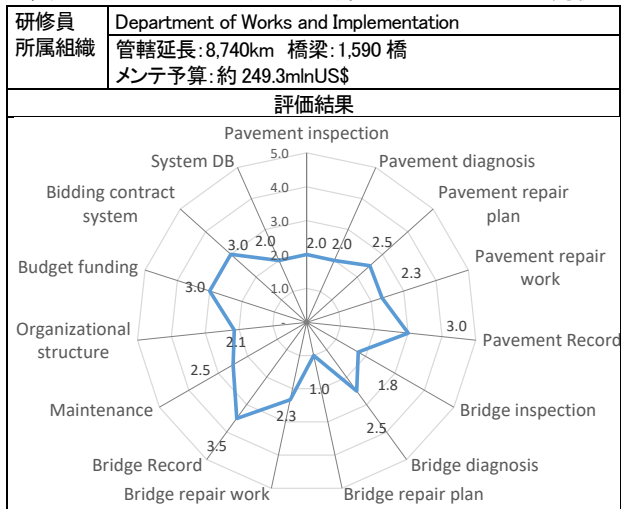 研修員 Department of Works and Implementation
所属組織 管轄延長:8,740km 橋梁:1,590 橋
メンテ予算:約 249.3mlnUS$
評価結果
Pavement inspection
5.0
System DB
Pavement diagnosis
4.0
Bidding contract
system
Pavement repair
plan
3.0
3.0
2.0
2.0
2.0
2.0
2.5
Budget funding
3.0
2.3
Pavement repair
work
1.0
-
Organizational
structure
2.1
3.0
Pavement Record
2.5
1.8
Maintenance
1.0
Bridge inspection
3.5
2.3
2.5
Bridge Record
Bridge diagnosis
Bridge repair work
Bridge repair plan